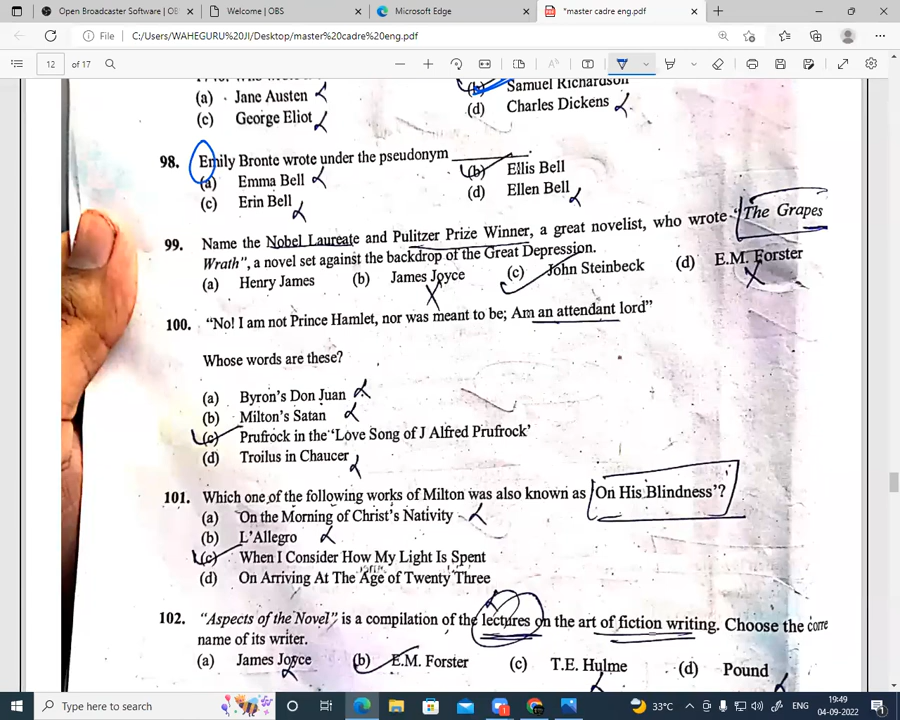 Open Broadcaster Software | OB
Welcome | OBS
Microsoft Edge
*master cadre eng.pdf
File
C:/Users/WAHEGURU%20JI/Desktop/master%20cadre%20eng.pdf
12 of 17
(b) Samuel Richardson
(a) Jane Austen
(d) Charles Dickens
(c) George Eliot
98. Emily Bronte wrote under the pseudonym
(a) Emma Bell (b) Ellis Bell
(c) Erin Bell (d) Ellen Bell
99. Name the Nobel Laureate and Pulitzer Prize Winner, a great novelist, who wrote "The Grapes
Wrath", a novel set against the backdrop of the Great Depression.
(a) Henry James (b) James Joyce (c) John Steinbeck (d) E.M. Forster
100. "No! I am not Prince Hamlet, nor was meant to be; Am an attendant lord"
Whose words are these?
(a) Byron's Don Juan
(b) Milton's Satan
(c) Prufrock in the 'Love Song of J Alfred Prufrock'
(d) Troilus in Chaucer
101. Which one of the following works of Milton was also known as 'On His Blindness'?
(a) On the Morning of Christ's Nativity
(b) L'Allegro
(c) When I Consider How My Light Is Spent
(d) On Arriving At The Age of Twenty Three
102. "Aspects of the Novel" is a compilation of the lectures on the art of fiction writing. Choose the corre
name of its writer.
(a) James Joyce (b) E.M. Forster (c) T.E. Hulme (d) Pound
Type here to search
33°C
ENG
19:49
04-09-2022